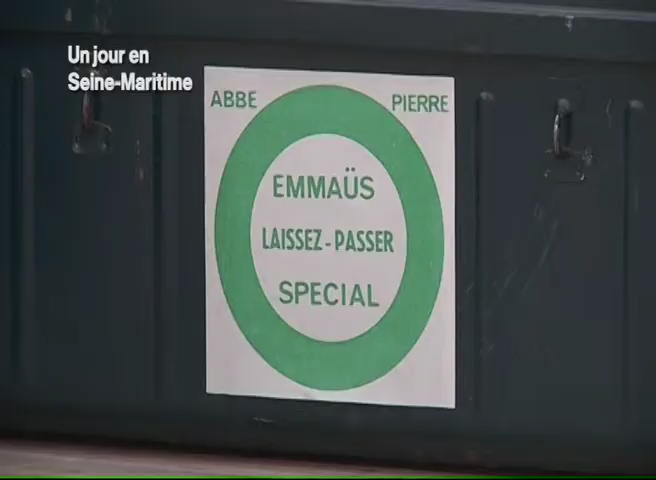 Un jour en
Seine-Maritime
ABBE PIERRE
EMMAÜS
LAISSEZ-PASSER
SPECIAL